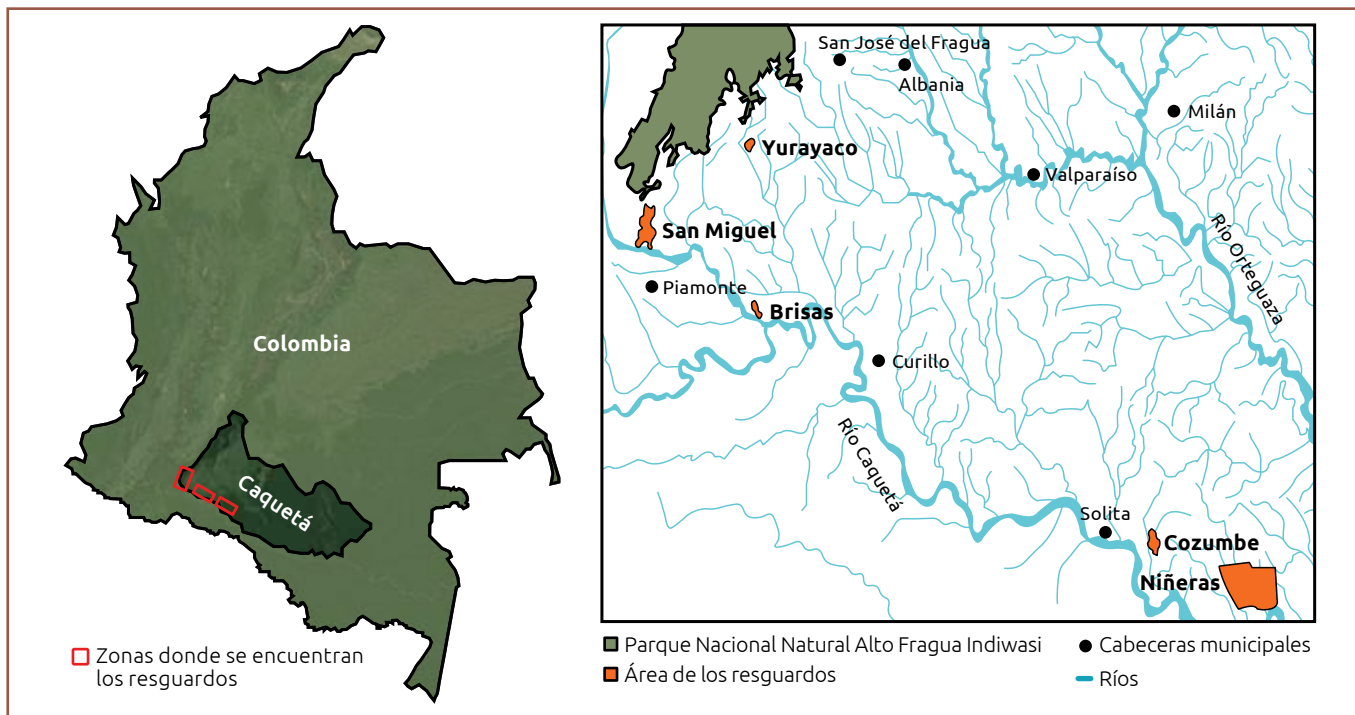 Colombia
Caquetá
Zonas donde se encuentran
los resguardos
San José del Fragua
Albania
Milán
Yurayaco
Valparaíso
San Miguel
Río Orteguaza
Piamonte
Brisas
Curillo
Río Caquetá
Solita
Cozumbe
Niñeras
Parque Nacional Natural Alto Fragua Indiwasi
Cabeceras municipales
Área de los resguardos
Ríos